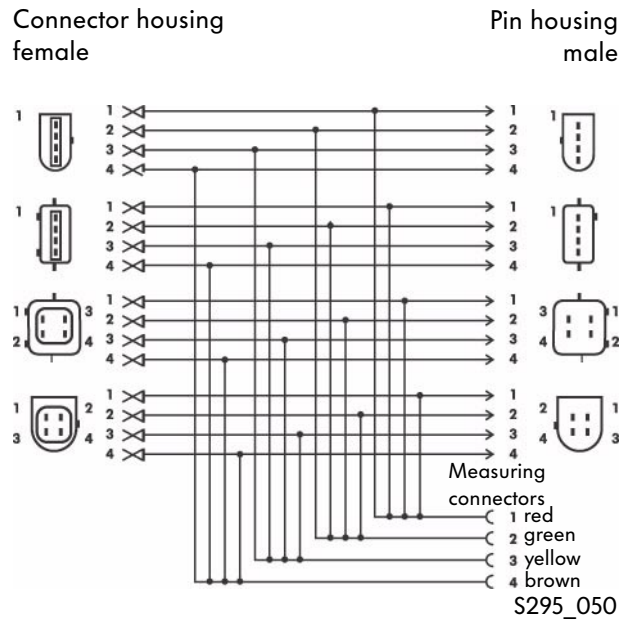 Connector housing
female
Pin housing
male
1 1 1 1
2 2
3 3
4 4
1 1 1 1
2 2
3 3
4 4
1 3 1 1 3 1
2 4 2 2 4 2
3 3
4 4
1 2 1 1 2 1
3 4 2 2 4 3
3 3
4 4
Measuring
connectors
1 red
2 green
3 yellow
4 brown
S295_050